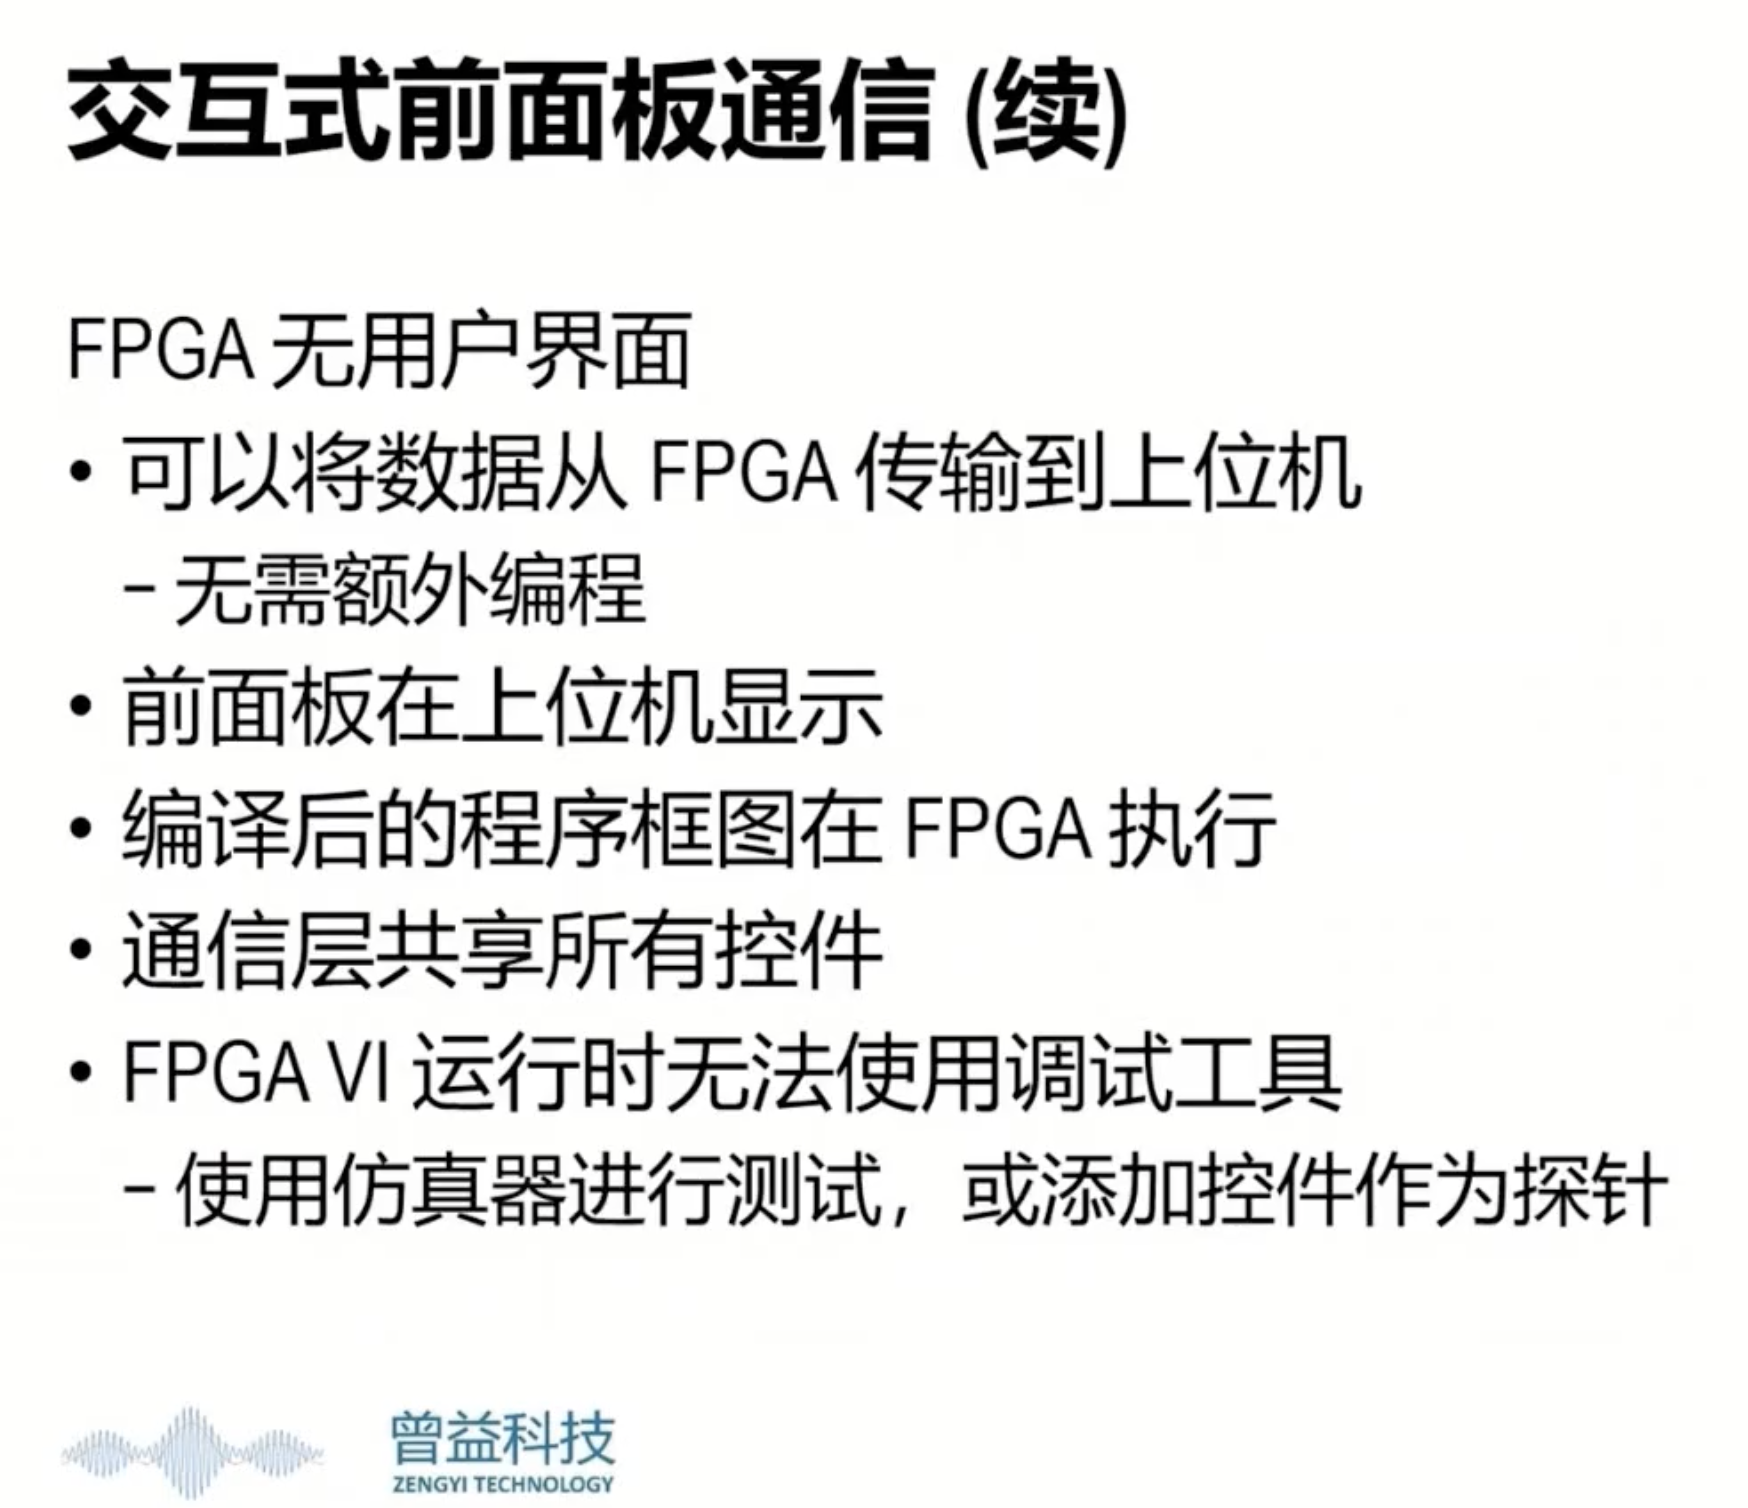 交互式前面板通信 (续)
FPGA 无用户界面
• 可以将数据从 FPGA 传输到上位机
– 无需额外编程
• 前面板在上位机显示
• 编译后的程序框图在 FPGA 执行
• 通信层共享所有控件
• FPGA VI 运行时无法使用调试工具
– 使用仿真器进行测试，或添加控件作为探针
曾益科技
ZENGYI TECHNOLOGY